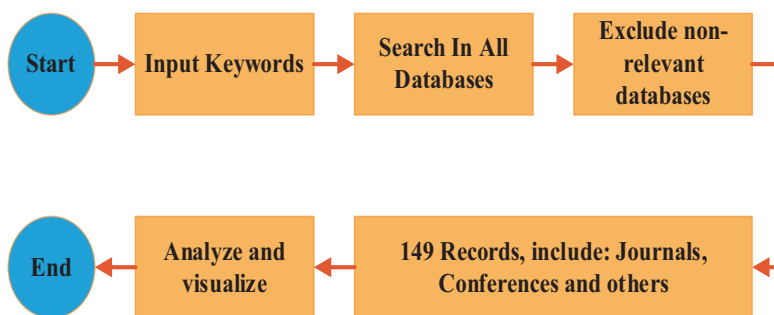 Start
Input Keywords
Search In All
Databases
Exclude non-
relevant
databases
149 Records, include: Journals,
Conferences and others
Analyze and
visualize
End